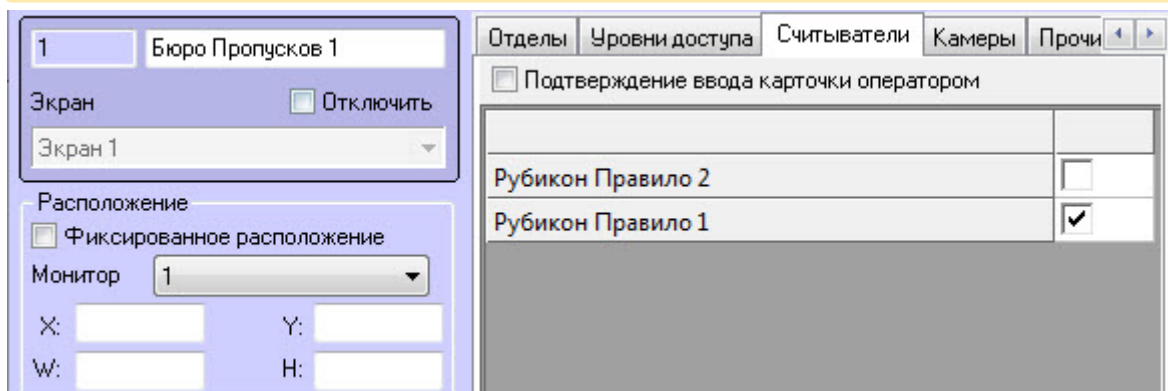 1
Бюро Пропусков 1
Экран
Отключить
Экран 1
Расположение
Фиксированное расположение
Монитор
1
X:
Y:
W:
H:
Отделы
Уровни доступа
Считыватели
Камеры
Прочи
Подтверждение ввода карточки оператором
Рубикон Правило 2
Рубикон Правило 1